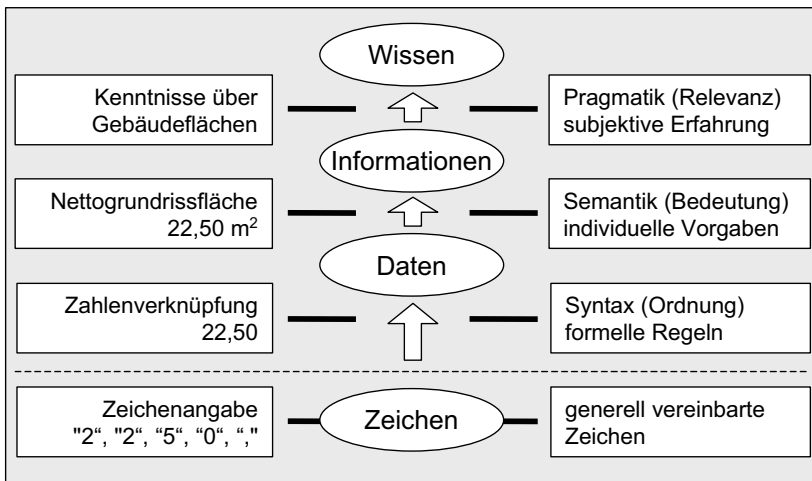 Wissen
Kenntnisse über
Gebäudeflächen
Pragmatik (Relevanz)
subjektive Erfahrung
Informationen
Nettogrundrissfläche
22,50 m²
Semantik (Bedeutung)
individuelle Vorgaben
Daten
Zahlenverknüpfung
22,50
Syntax (Ordnung)
formelle Regeln
Zeichenangabe
"2“, "2“, “5“, “0“, “,"
Zeichen
generell vereinbarte
Zeichen